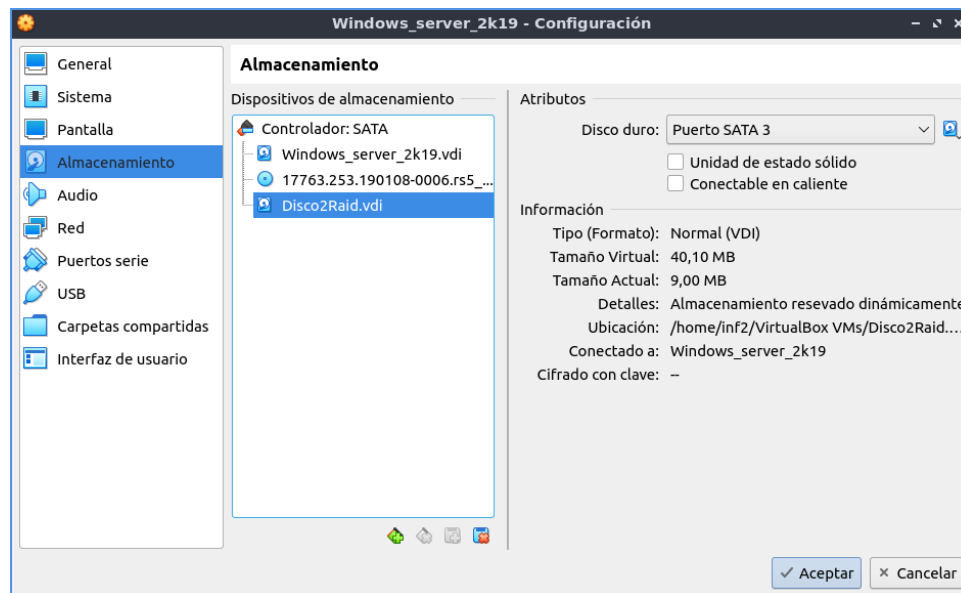 Windows_server_2k19 - Configuración
General
Sistema
Pantalla
Almacenamiento
Audio
Red
Puertos serie
USB
Carpetas compartidas
Interfaz de usuario
Almacenamiento
Dispositivos de almacenamiento
Controlador: SATA
Windows_server_2k19.vdi
17763.253.190108-0006.rs5_...
Disco2Raid.vdi
Atributos
Disco duro: Puerto SATA 3
Unidad de estado sólido
Conectable en caliente
Información
Tipo (Formato): Normal (VDI)
Tamaño Virtual: 40,10 MB
Tamaño Actual: 9,00 MB
Detalles: Almacenamiento resevado dinámicamente
Ubicación: /home/inf2/VirtualBox VMs/Disco2Raid....
Conectado a: Windows_server_2k19
Cifrado con clave: --
Aceptar
Cancelar